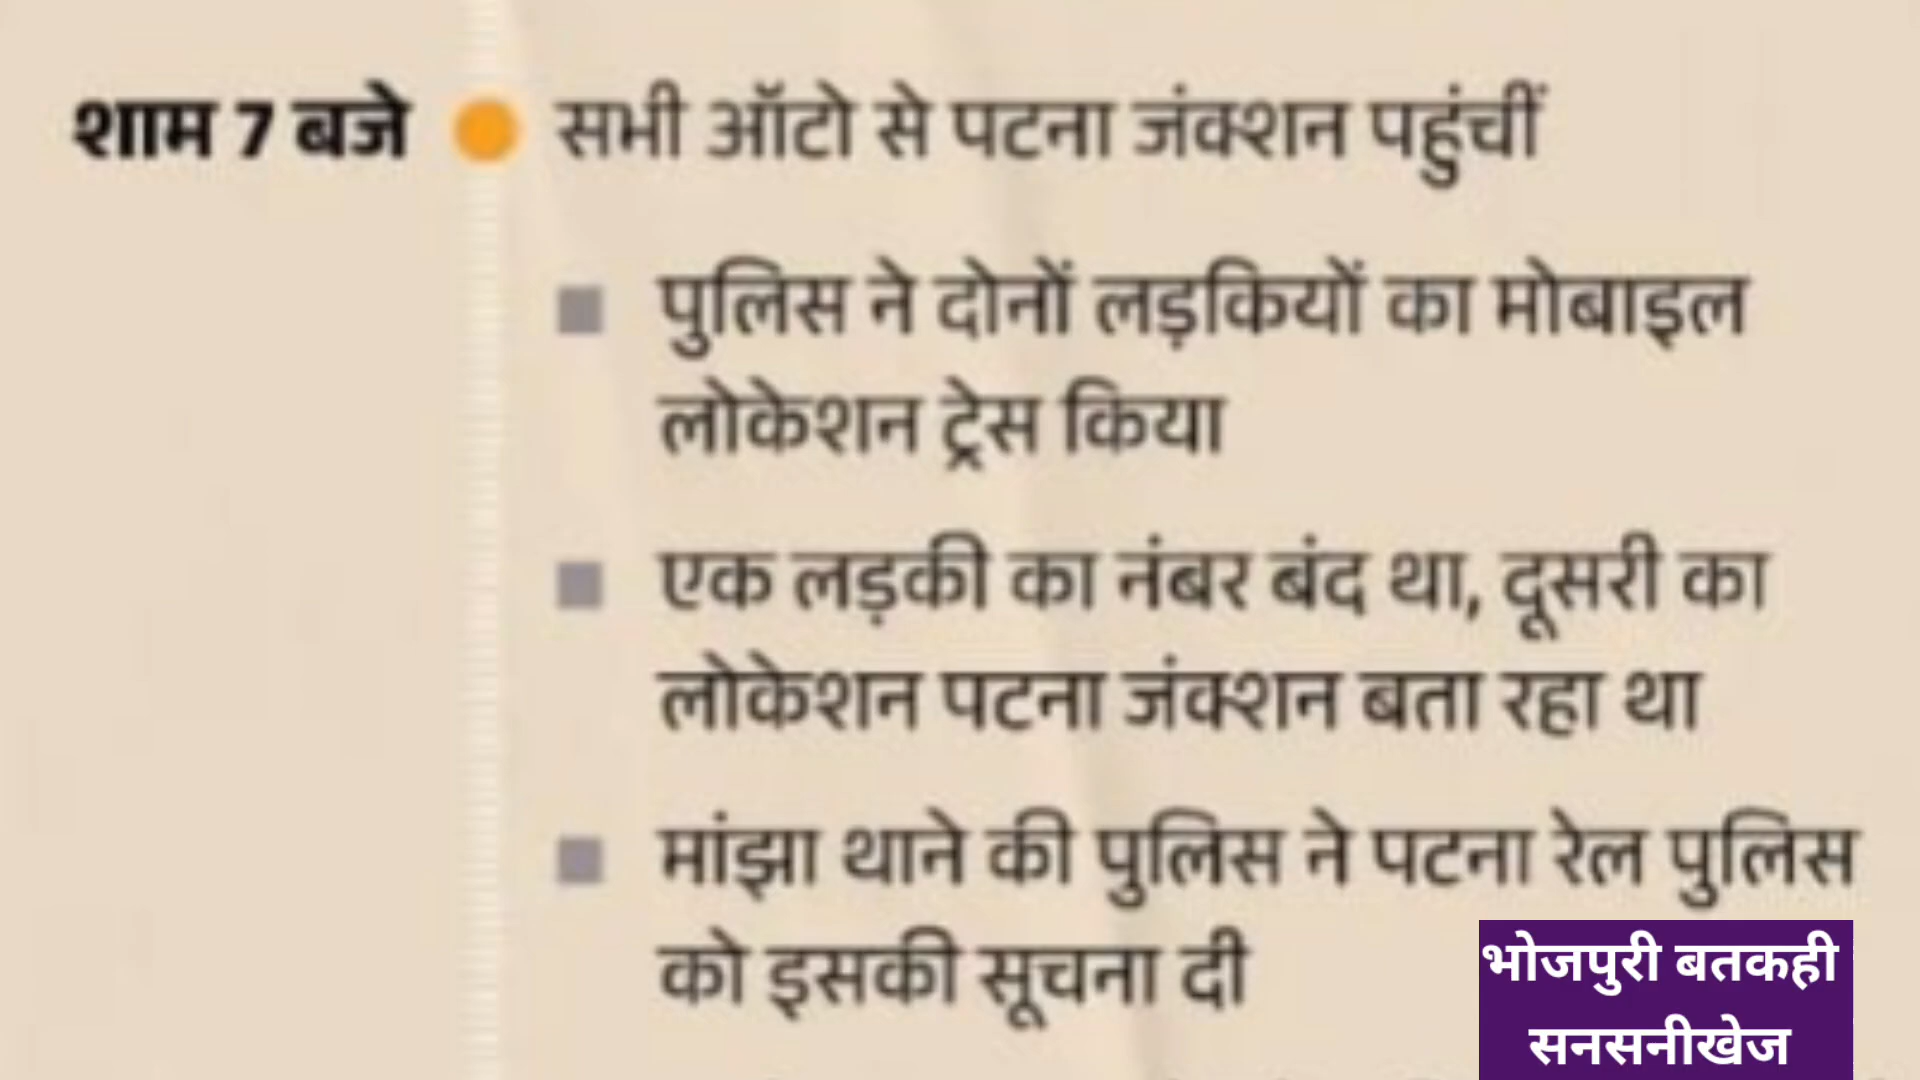 शाम 7 बजे सभी ऑटो से पटना जंक्शन पहुंचीं
पुलिस ने दोनों लड़कियों का मोबाइल
लोकेशन ट्रेस किया
एक लड़की का नंबर बंद था, दूसरी का
लोकेशन पटना जंक्शन बता रहा था
मांझा थाने की पुलिस ने पटना रेल पुलिस
को इसकी सूचना दी
भोजपुरी बतकही
सनसनीखेज